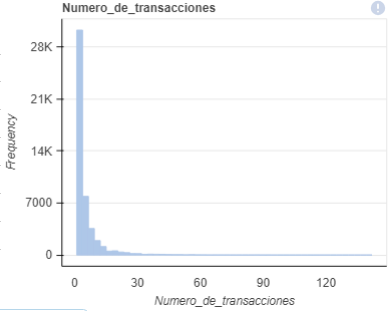 Numero_de_transacciones
!
28K
21K
14K
7000
0
Frequency
0 30 60 90 120
Numero_de_transacciones